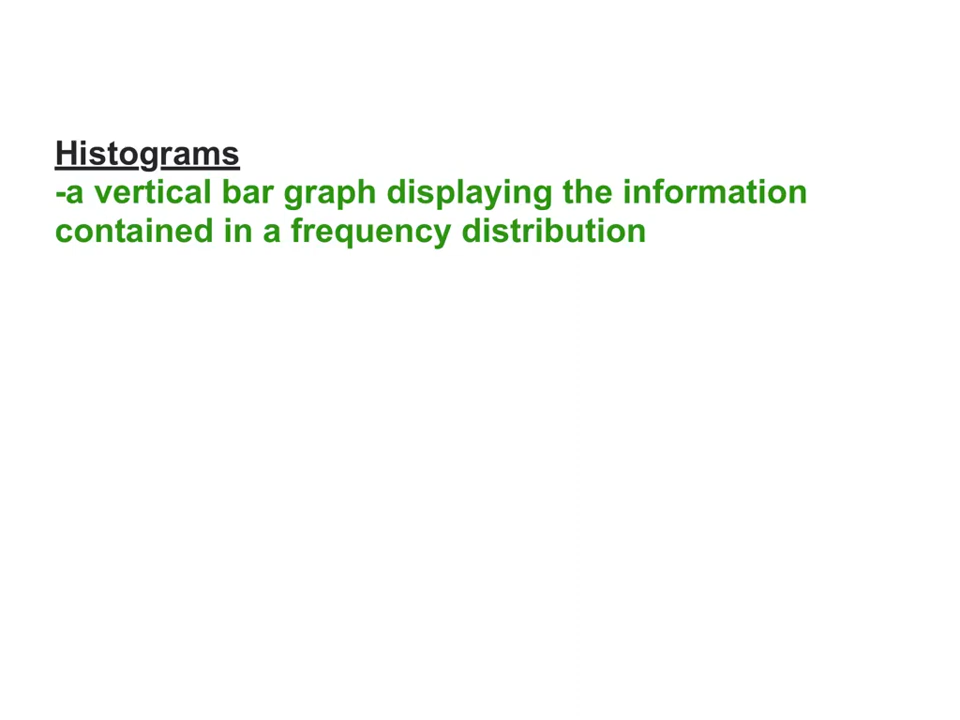 Histograms
-a vertical bar graph displaying the information
contained in a frequency distribution